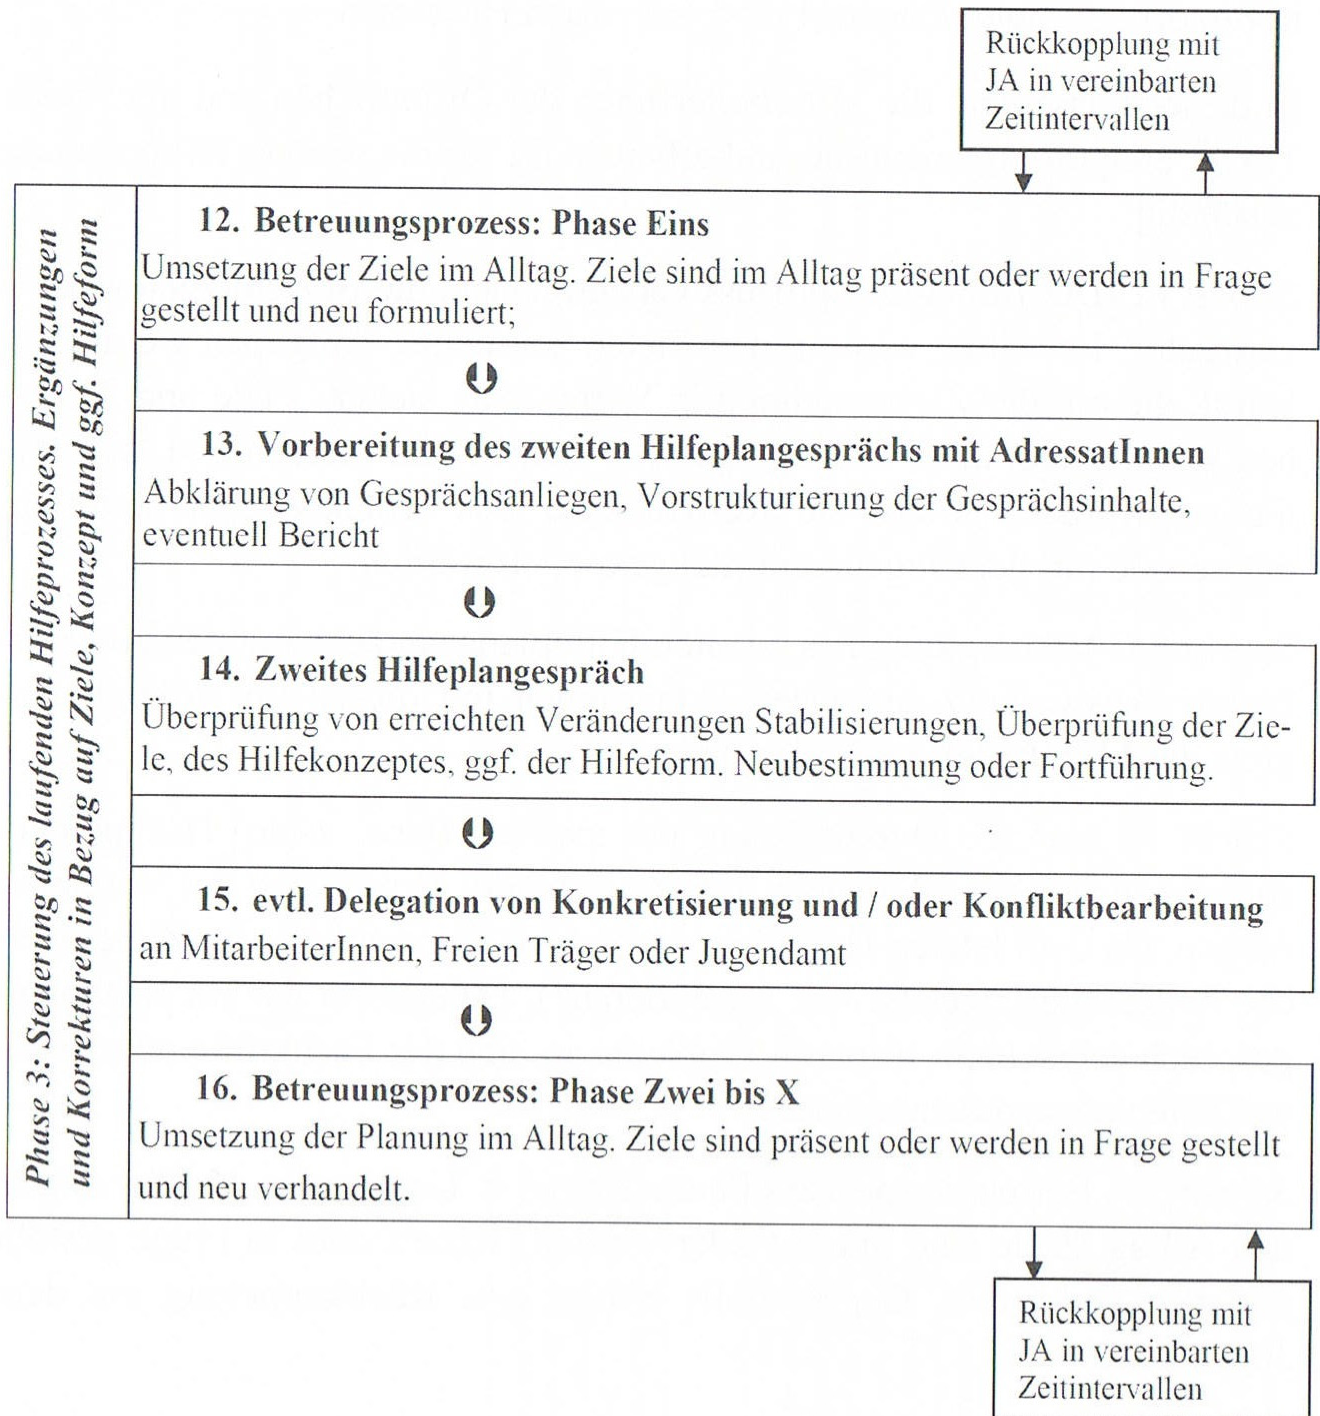 Rückkopplung mit
JA in vereinbarten
Zeitintervallen
Phase 3: Steuerung des laufenden Hilfeprozesses. Ergänzungen
und Korrekturen in Bezug auf Ziele, Konzept und ggf. Hilfeform
12. Betreuungsprozess: Phase Eins
Umsetzung der Ziele im Alltag. Ziele sind im Alltag präsent oder werden in Frage
gestellt und neu formuliert;
13. Vorbereitung des zweiten Hilfeplangesprächs mit AdressatInnen
Abklärung von Gesprächsanliegen, Vorstrukturierung der Gesprächsinhalte,
eventuell Bericht
14. Zweites Hilfeplangespräch
Überprüfung von erreichten Veränderungen Stabilisierungen, Überprüfung der Zie-
le, des Hilfekonzeptes, ggf. der Hilfeform. Neubestimmung oder Fortführung.
15. evtl. Delegation von Konkretisierung und / oder Konfliktbearbeitung
an MitarbeiterInnen, Freien Träger oder Jugendamt
16. Betreuungsprozess: Phase Zwei bis X
Umsetzung der Planung im Alltag. Ziele sind präsent oder werden in Frage gestellt
und neu verhandelt.
Rückkopplung mit
JA in vereinbarten
Zeitintervallen